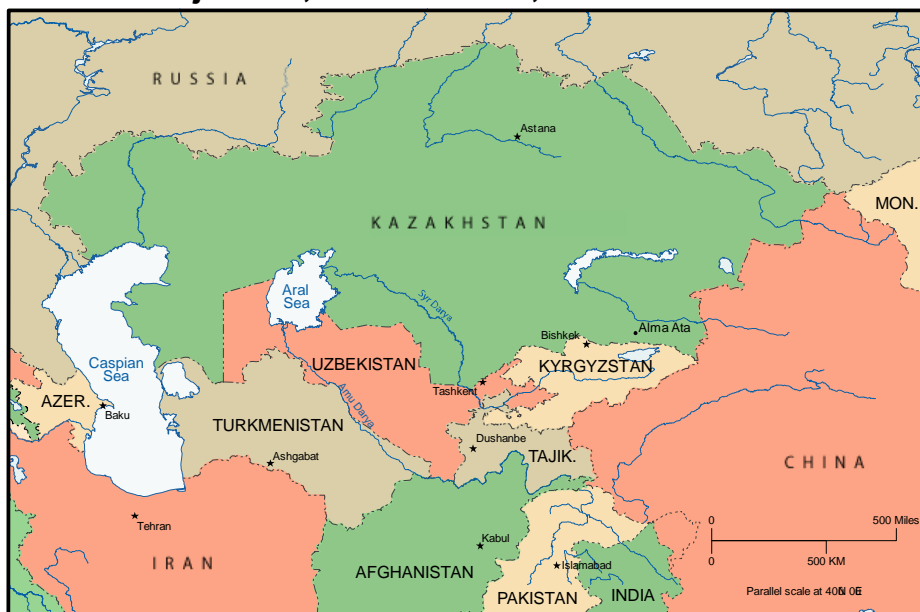 RUSSIA
Astana
MON.
KAZAKHSTAN
Aral
Sea
Syr Darya
Alma Ata
Bishkek
Caspian
Sea
UZBEKISTAN
KYRGYZSTAN
Tashkent
AZER.
Baku
Amu Darya
TURKMENISTAN
Dushanbe
TAJIK.
Ashgabat
CHINA
Tehran
0
500 Miles
Kabul
IRAN
0
500 KM
Islamabad
AFGHANISTAN
INDIA
Parallel scale at 40
PAKISTAN